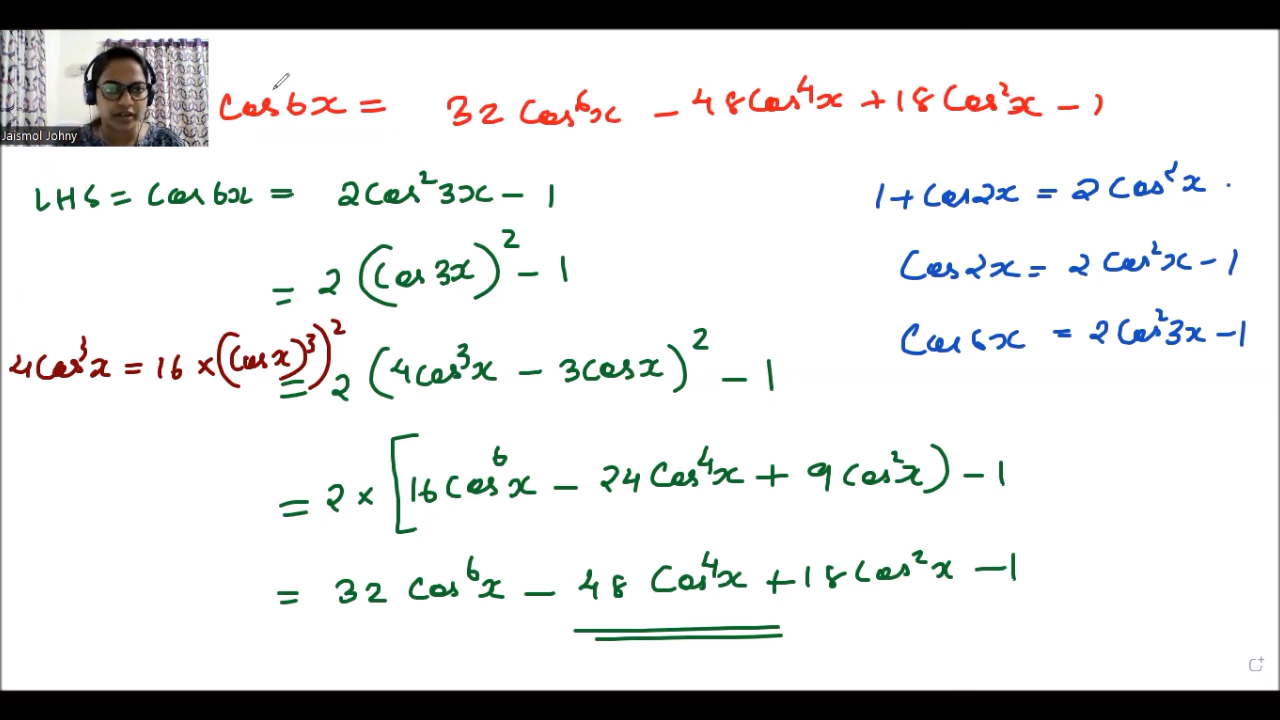 cos6x = 32cos⁶x − 48cos⁴x + 18cos²x − 1
Jaismol Johny
LHS = cos6x = 2cos²3x − 1
= 2(cos3x)² − 1
4cos³x = 16 × (cosx)³)²
= 2(4cos³x − 3cosx)² − 1
= 2 × [16cos⁶x − 24cos⁴x + 9cos²x) − 1
= 32cos⁶x − 48cos⁴x + 18cos²x − 1
1 + cos2x = 2cos²x
cos2x = 2cos²x − 1
cos6x = 2cos²3x − 1